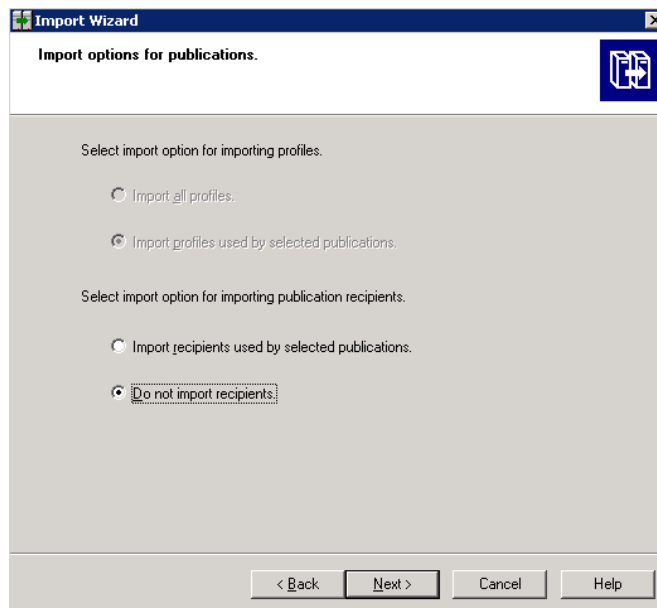 Import Wizard
Import options for publications.
Select import option for importing profiles.
Import all profiles.
Import profiles used by selected publications.
Select import option for importing publication recipients.
Import recipients used by selected publications.
Do not import recipients.
< Back Next > Cancel Help